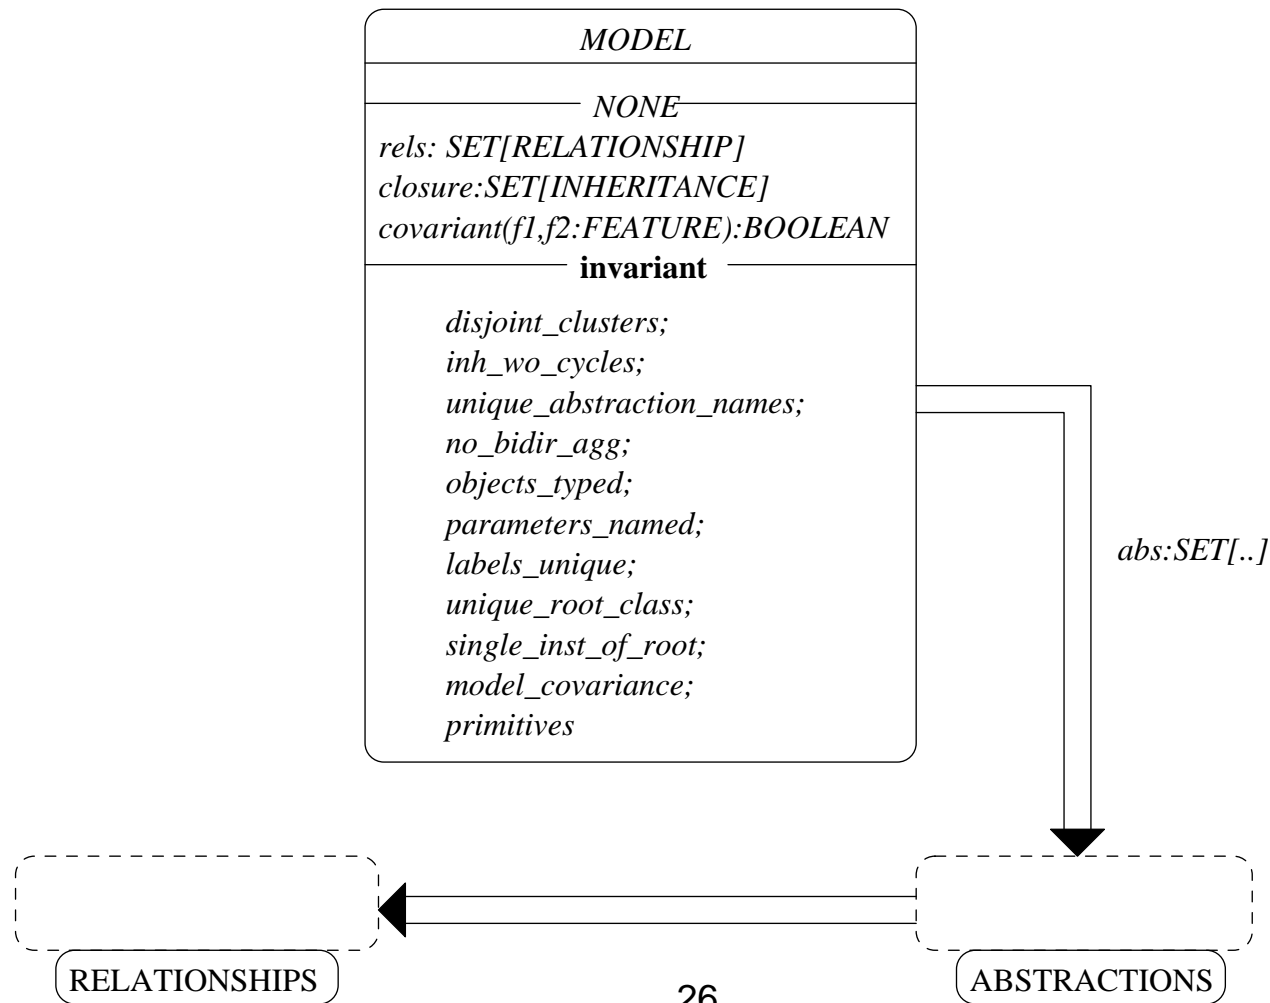 MODEL
NONE
rels: SET[RELATIONSHIP]
closure:SET[INHERITANCE]
covariant(f1,f2:FEATURE):BOOLEAN
invariant
disjoint_clusters;
inh_wo_cycles;
unique_abstraction_names;
no_bidir_agg;
objects_typed;
parameters_named;
labels_unique;
unique_root_class;
single_inst_of_root;
model_covariance;
primitives
abs:SET[..]
RELATIONSHIPS
ABSTRACTIONS
26